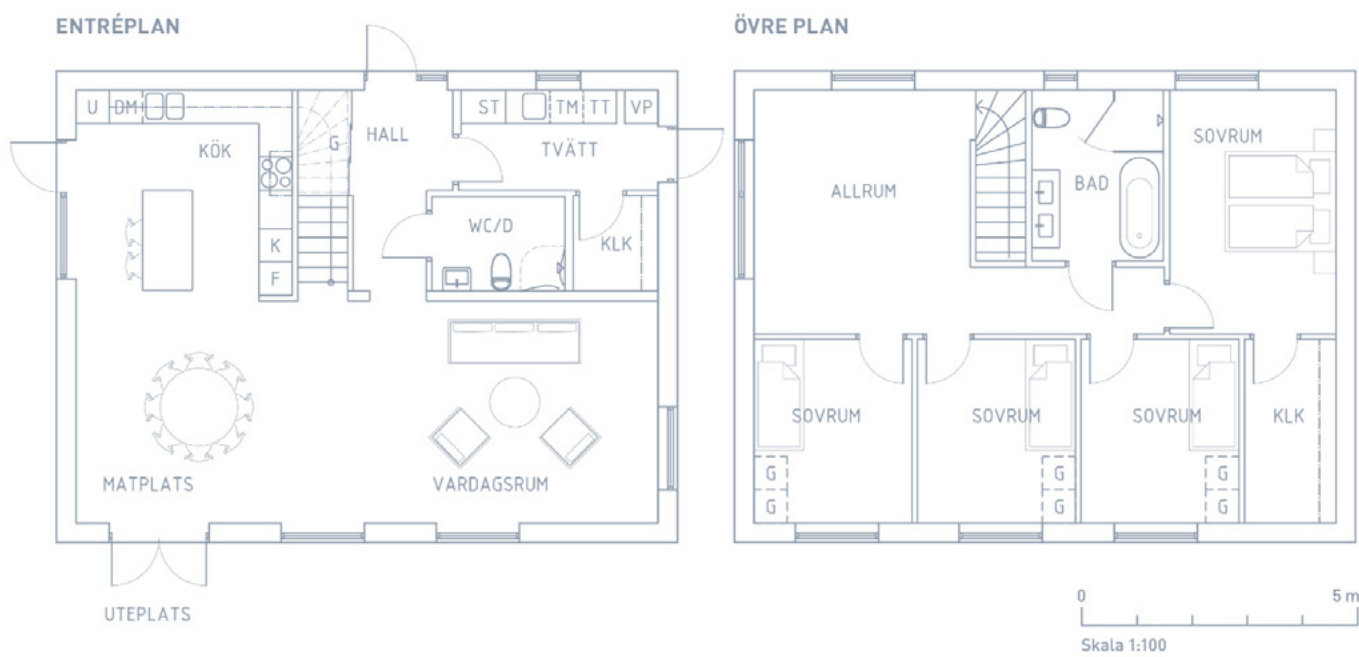 ENTRÉPLAN
U
DM
ST
TM
TT
VP
HALL
G
KÖK
TVÄTT
WC/D
KLK
K
F
MATPLATS
VARDAGSRUM
UTEPLATS
ÖVRE PLAN
SOVRUM
ALLRUM
BAD
SOVRUM
SOVRUM
SOVRUM
KLK
G
G
G
G
G
G
0
5 m
Skala 1:100